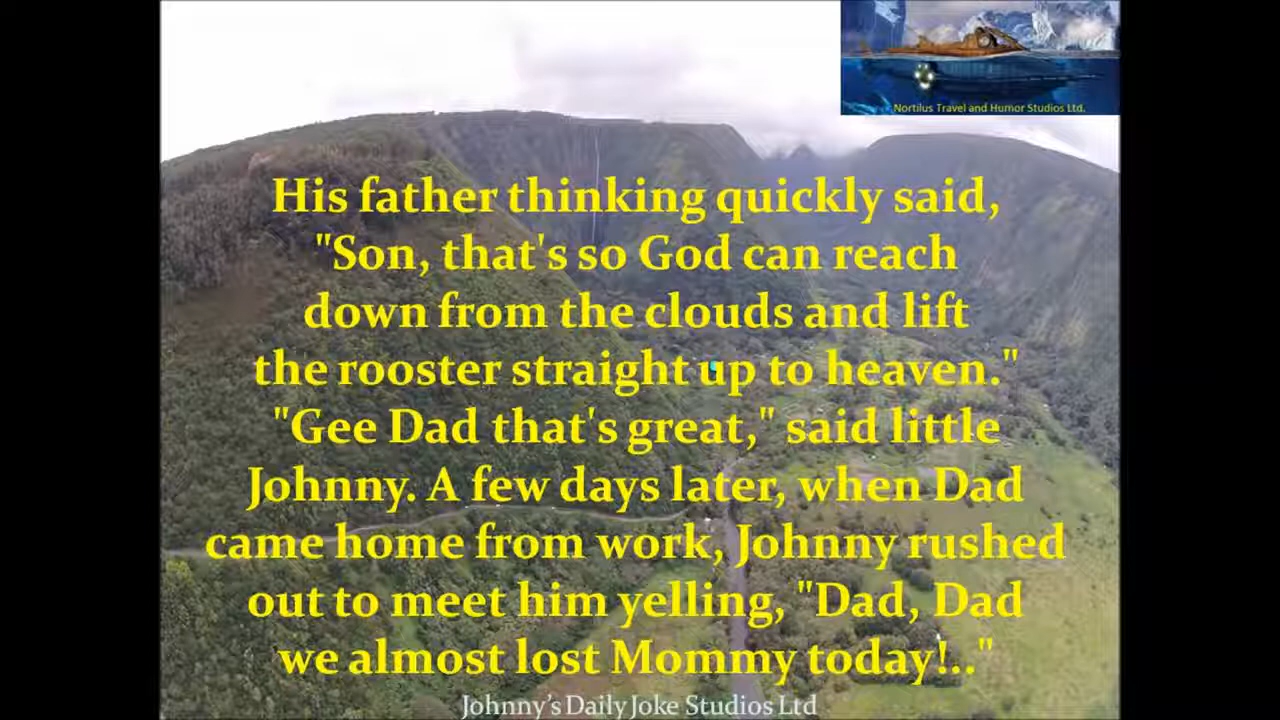 Nortilus Travel and Humor Studios Ltd.
His father thinking quickly said,
"Son, that's so God can reach
down from the clouds and lift
the rooster straight up to heaven."
"Gee Dad that's great," said little
Johnny. A few days later, when Dad
came home from work, Johnny rushed
out to meet him yelling, "Dad, Dad
we almost lost Mommy today!.."
Johnny's Daily Joke Studios Ltd